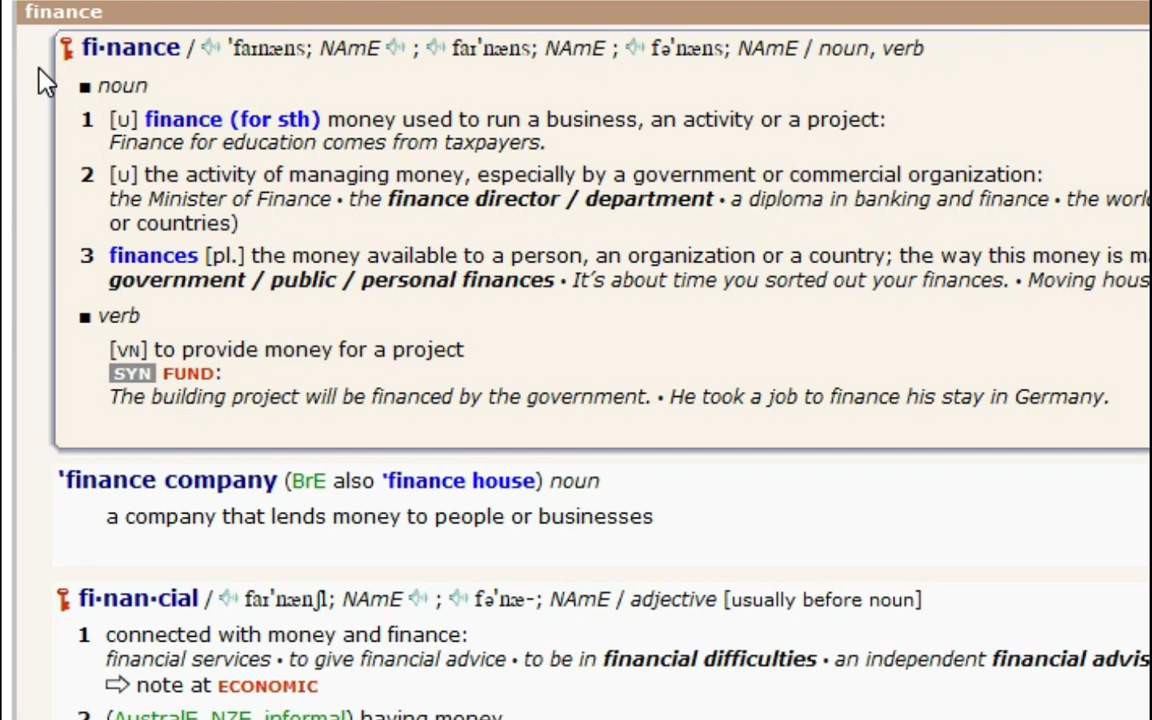 finance
fi·nance / ˈfaɪnæns; NAmE ; faɪˈnæns; NAmE ; fəˈnæns; NAmE / noun, verb
■ noun
1 [U] finance (for sth) money used to run a business, an activity or a project:
Finance for education comes from taxpayers.
2 [U] the activity of managing money, especially by a government or commercial organization:
the Minister of Finance • the finance director / department • a diploma in banking and finance • the
or countries)
3 finances [pl.] the money available to a person, an organization or a country; the way this money is
government / public / personal finances • It’s about time you sorted out your finances. • Moving
■ verb
[VN] to provide money for a project
SYN FUND:
The building project will be financed by the government. • He took a job to finance his stay in Germany.
ˈfinance company (BrE also ˈfinance house) noun
a company that lends money to people or businesses
fi·nan·cial / faɪˈnænʃl; NAmE ; fəˈnæ-; NAmE / adjective [usually before noun]
1 connected with money and finance:
financial services • to give financial advice • to be in financial difficulties • an independent financial
⇨ note at ECONOMIC
2 (AustralE, NZE, informal) having money